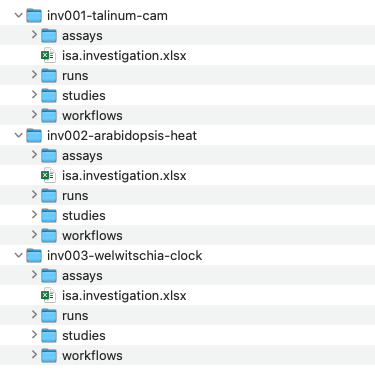 inv001-talinum-cam
assays
isa.investigation.xlsx
runs
studies
workflows
inv002-arabidopsis-heat
assays
isa.investigation.xlsx
runs
studies
workflows
inv003-welwitschia-clock
assays
isa.investigation.xlsx
runs
studies
workflows